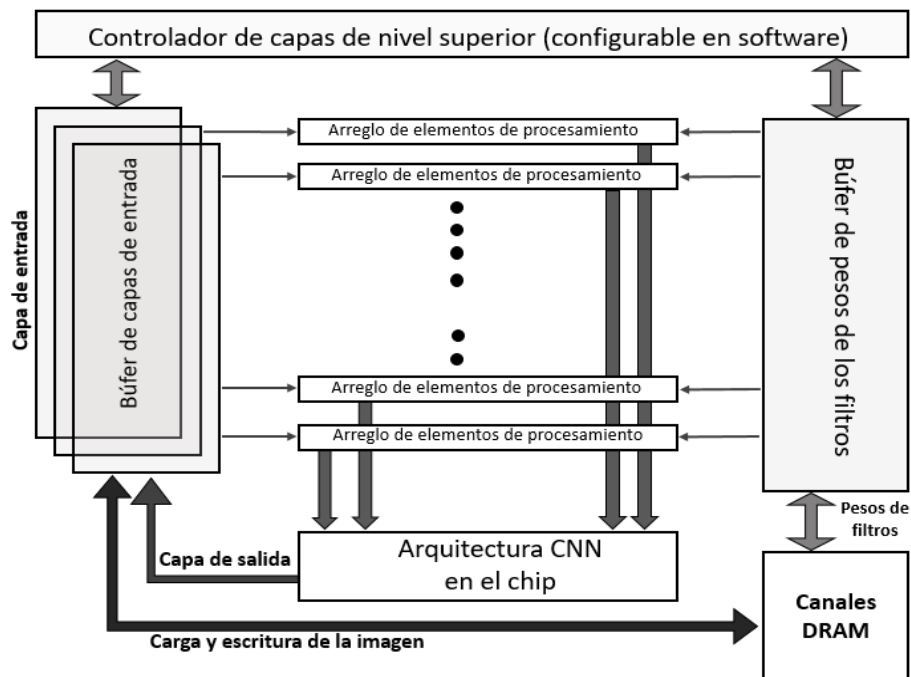 Controlador de capas de nivel superior (configurable en software)
Capa de entrada
Búfer de capas de entrada
Arreglo de elementos de procesamiento
Arreglo de elementos de procesamiento
Arreglo de elementos de procesamiento
Arreglo de elementos de procesamiento
Búfer de pesos de los filtros
Pesos de
filtros
Capa de salida
Arquitectura CNN
en el chip
Canales
DRAM
Carga y escritura de la imagen